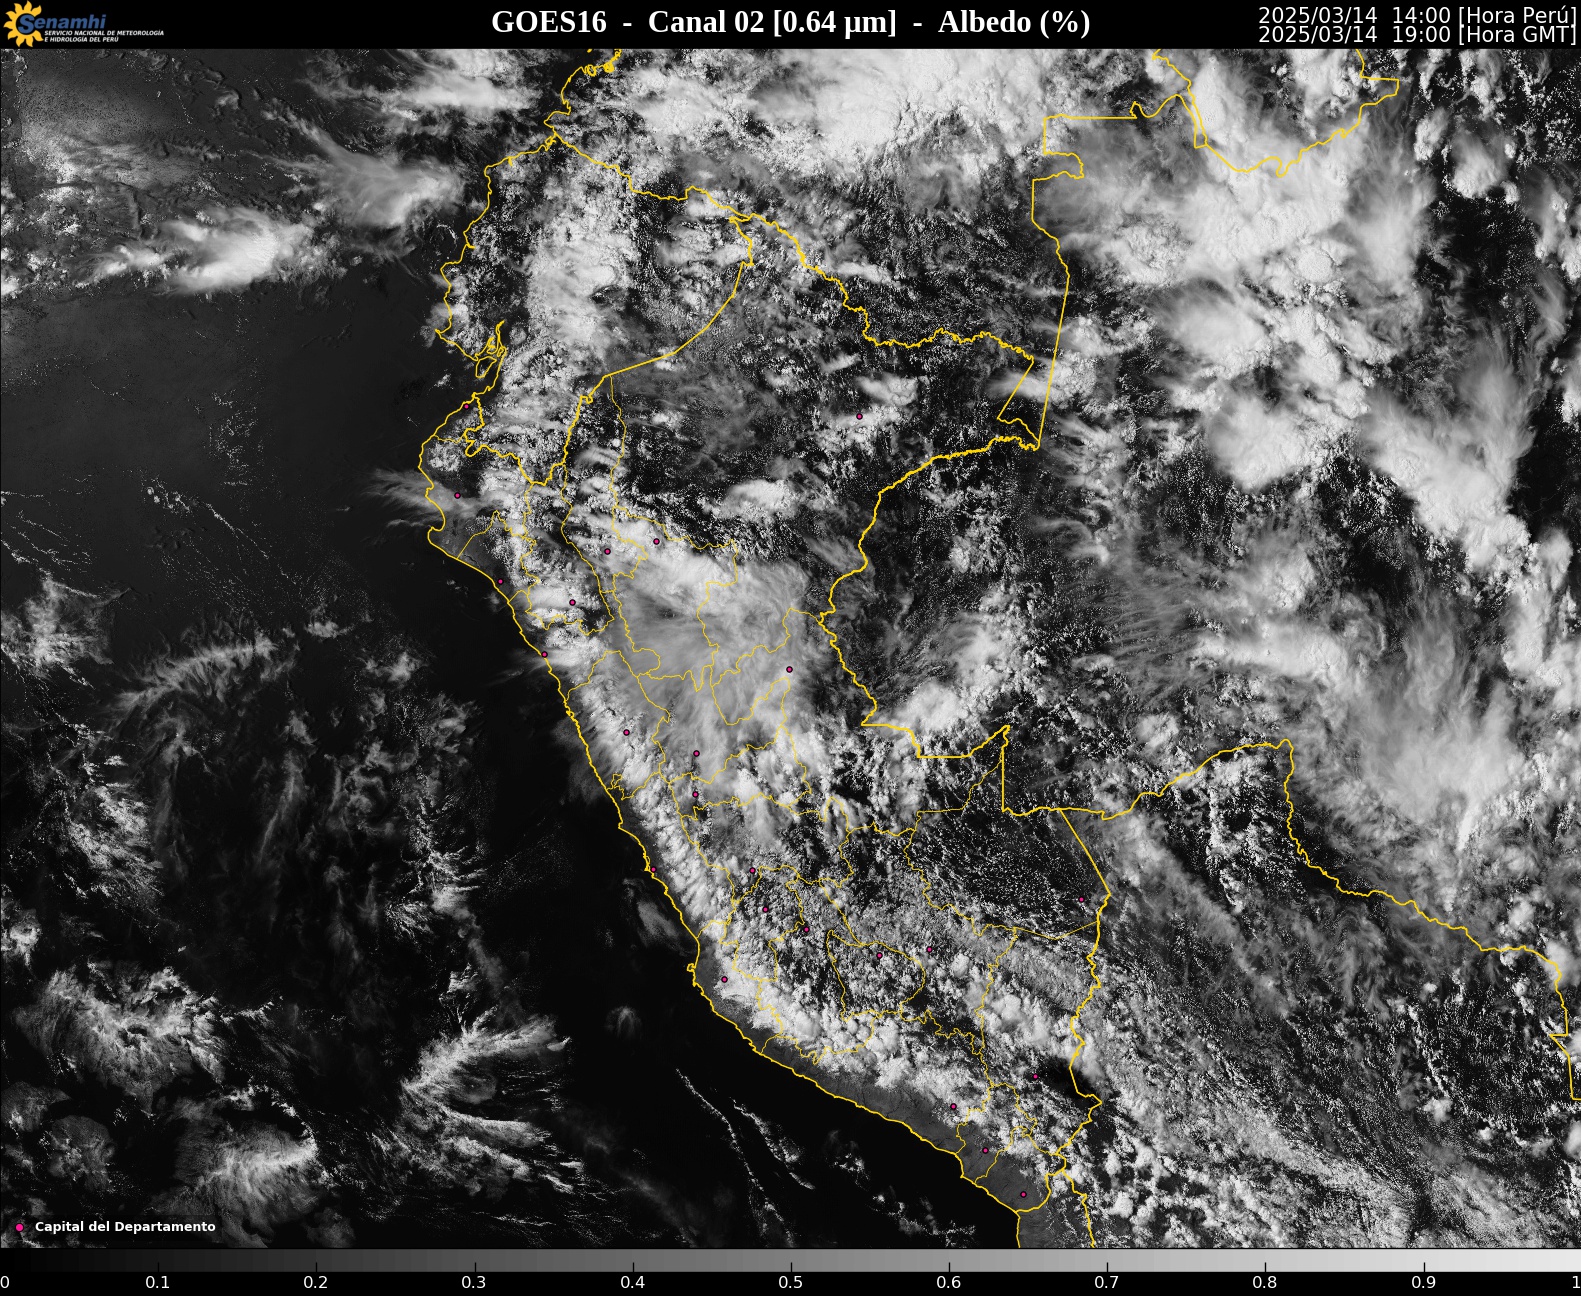 Senamhi
SERVICIO NACIONAL DE METEOROLOGÍA
E HIDROLOGÍA DEL PERÚ
GOES16 - Canal 02 [0.64 µm] - Albedo (%)
2025/03/14 14:00 [Hora Perú]
2025/03/14 19:00 [Hora GMT]
Capital del Departamento
0 0.1 0.2 0.3 0.4 0.5 0.6 0.7 0.8 0.9 1